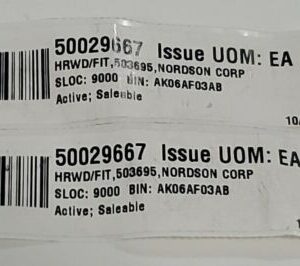 50029667 Issue UOM: EA
HRWD/FIT,503695,NORDSON CORP
SLOC: 9000 BIN: AK06AF03AB
Active; Saleable
10/
50029667 Issue UOM: EA
HRWD/FIT,503695,NORDSON CORP
SLOC: 9000 BIN: AK06AF03AB
Active; Saleable